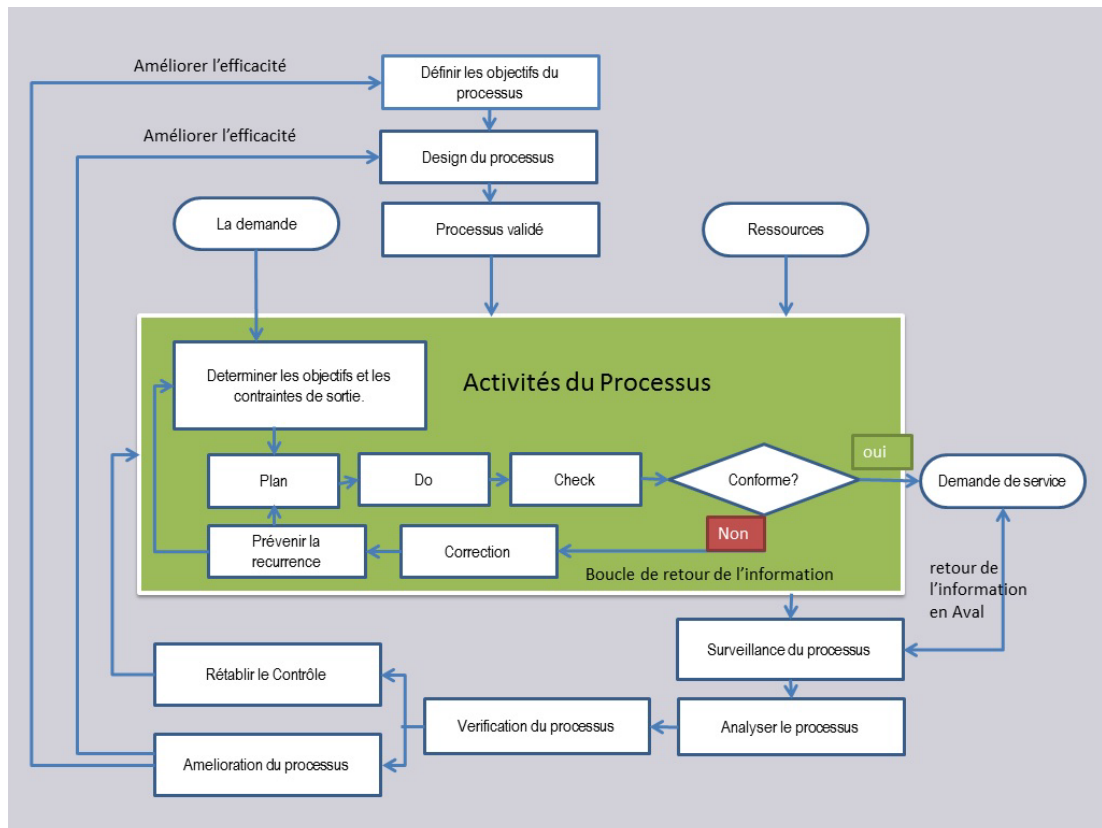 Améliorer l'efficacité
Définir les objectifs du
processus
Améliorer l'efficacité
Design du processus
La demande
Processus validé
Ressources
Determiner les objectifs et les
contraintes de sortie.
Activités du Processus
oui
Plan
Do
Check
Conforme?
Demande de service
Non
Prévenir la
recurrence
Correction
Boucle de retour de l'information
retour de
l'information
en Aval
Surveillance du processus
Rétablir le Contrôle
Verification du processus
Analyser le processus
Amelioration du processus